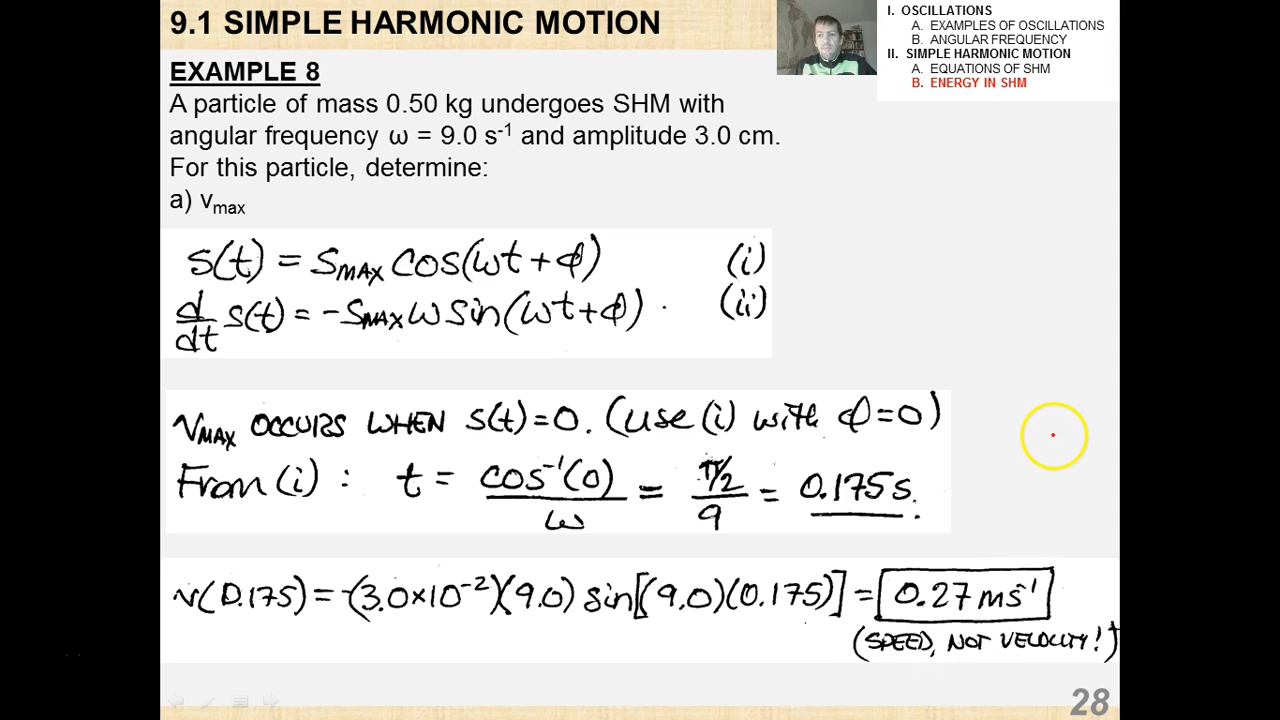 9.1 SIMPLE HARMONIC MOTION
I. OSCILLATIONS
A. EXAMPLES OF OSCILLATIONS
B. ANGULAR FREQUENCY
II. SIMPLE HARMONIC MOTION
A. EQUATIONS OF SHM
B. ENERGY IN SHM
EXAMPLE 8
A particle of mass 0.50 kg undergoes SHM with
angular frequency ω = 9.0 s⁻¹ and amplitude 3.0 cm.
For this particle, determine:
a) vmax
s(t) = SMAX cos(ωt + ϕ) (i)
d/dt s(t) = -SMAX ω sin(ωt + ϕ). (ii)
VMAX OCCURS WHEN s(t) = 0. (use (i) with ϕ = 0)
From (i) : t = cos⁻¹(0)/ω = π/2/9 = 0.175 s.
v(0.175) = -(3.0×10⁻²)(9.0) sin[(9.0)(0.175)] = 0.27 ms⁻¹
(SPEED, NOT VELOCITY!)
28